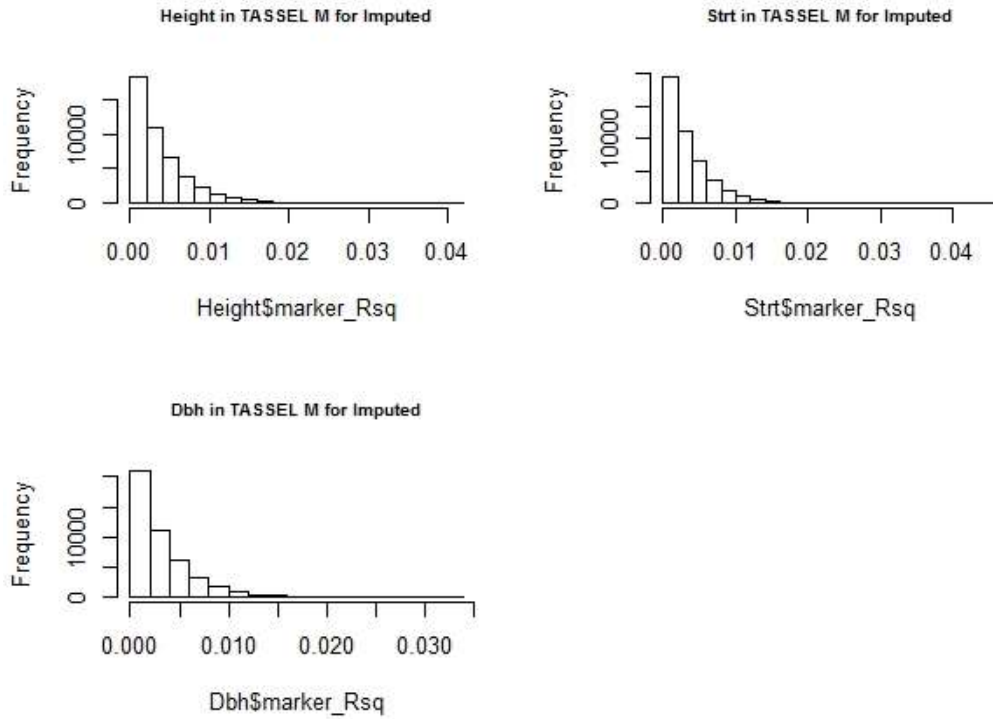 Height in TASSEL M for Imputed
Frequency
10000
0
0.00 0.01 0.02 0.03 0.04
Height$marker_Rsq
Strt in TASSEL M for Imputed
Frequency
10000
0
0.00 0.01 0.02 0.03 0.04
Strt$marker_Rsq
Dbh in TASSEL M for Imputed
Frequency
10000
0
0.000 0.010 0.020 0.030
Dbh$marker_Rsq